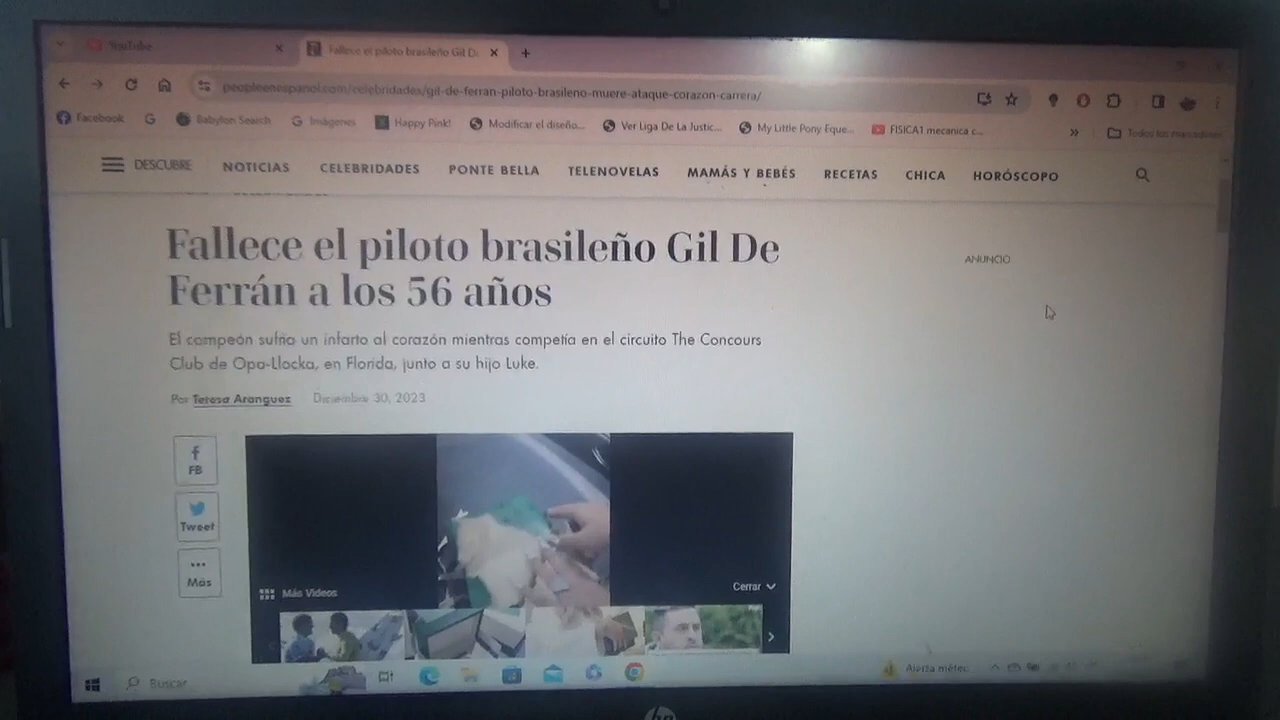 YouTube
Fallece el piloto brasileño Gil De
peopleenespanol.com/celebridades/gil-de-ferran-piloto-brasileno-muere-ataque-corazon-carrera/
Facebook
Babylon Search
Imágenes
Happy Pink!
Modificar el diseño...
Ver Liga De La Justic...
My Little Pony Eque...
FISICA1 mecanica c...
Todos los marcadores
DESCUBRE
NOTICIAS
CELEBRIDADES
PONTE BELLA
TELENOVELAS
MAMÁS Y BEBÉS
RECETAS
CHICA
HORÓSCOPO
Fallece el piloto brasileño Gil De
Ferrán a los 56 años
ANUNCIO
El campeón sufrió un infarto al corazón mientras competía en el circuito The Concours
Club de Opa-Llocka, en Florida, junto a su hijo Luke.
Por Teresa Aranguez Diciembre 30, 2023
FB
Tweet
Más
Más Videos
Cerrar
Buscar
Alerta méteo
hp